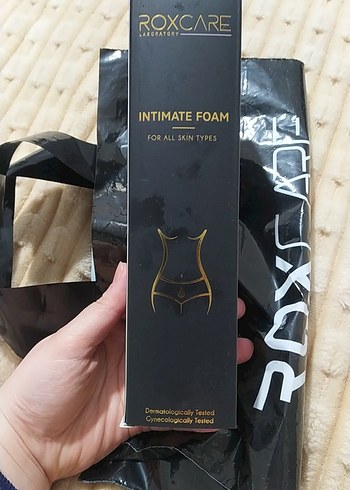 ROXCARE
LABORATORY
INTIMATE FOAM
FOR ALL SKIN TYPES
Dermatologically Tested
Gynecologically Tested
ROXCARE